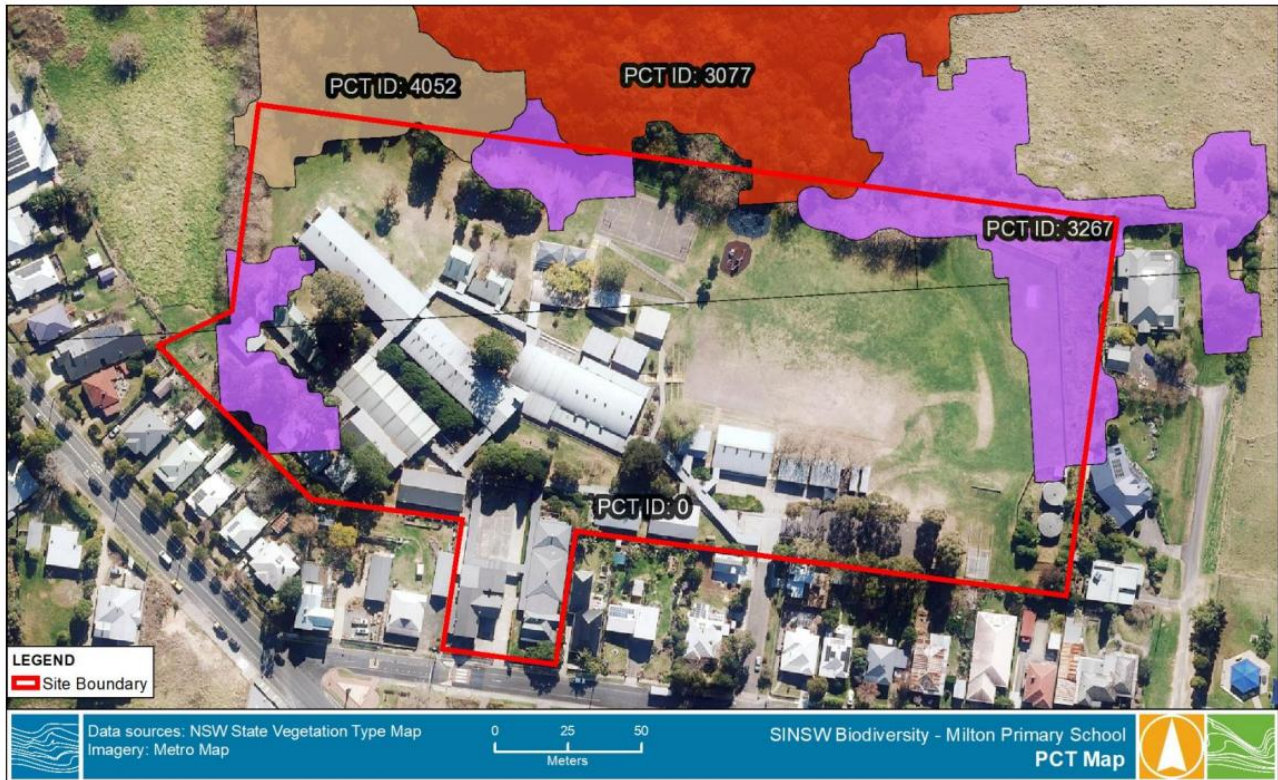 PCT ID: 4052
PCT ID: 3077
PCT ID: 3267
PCT ID: 0
LEGEND
Site Boundary
Data sources: NSW State Vegetation Type Map
Imagery: Metro Map
0 25 50
Meters
SINSW Biodiversity - Milton Primary School
PCT Map